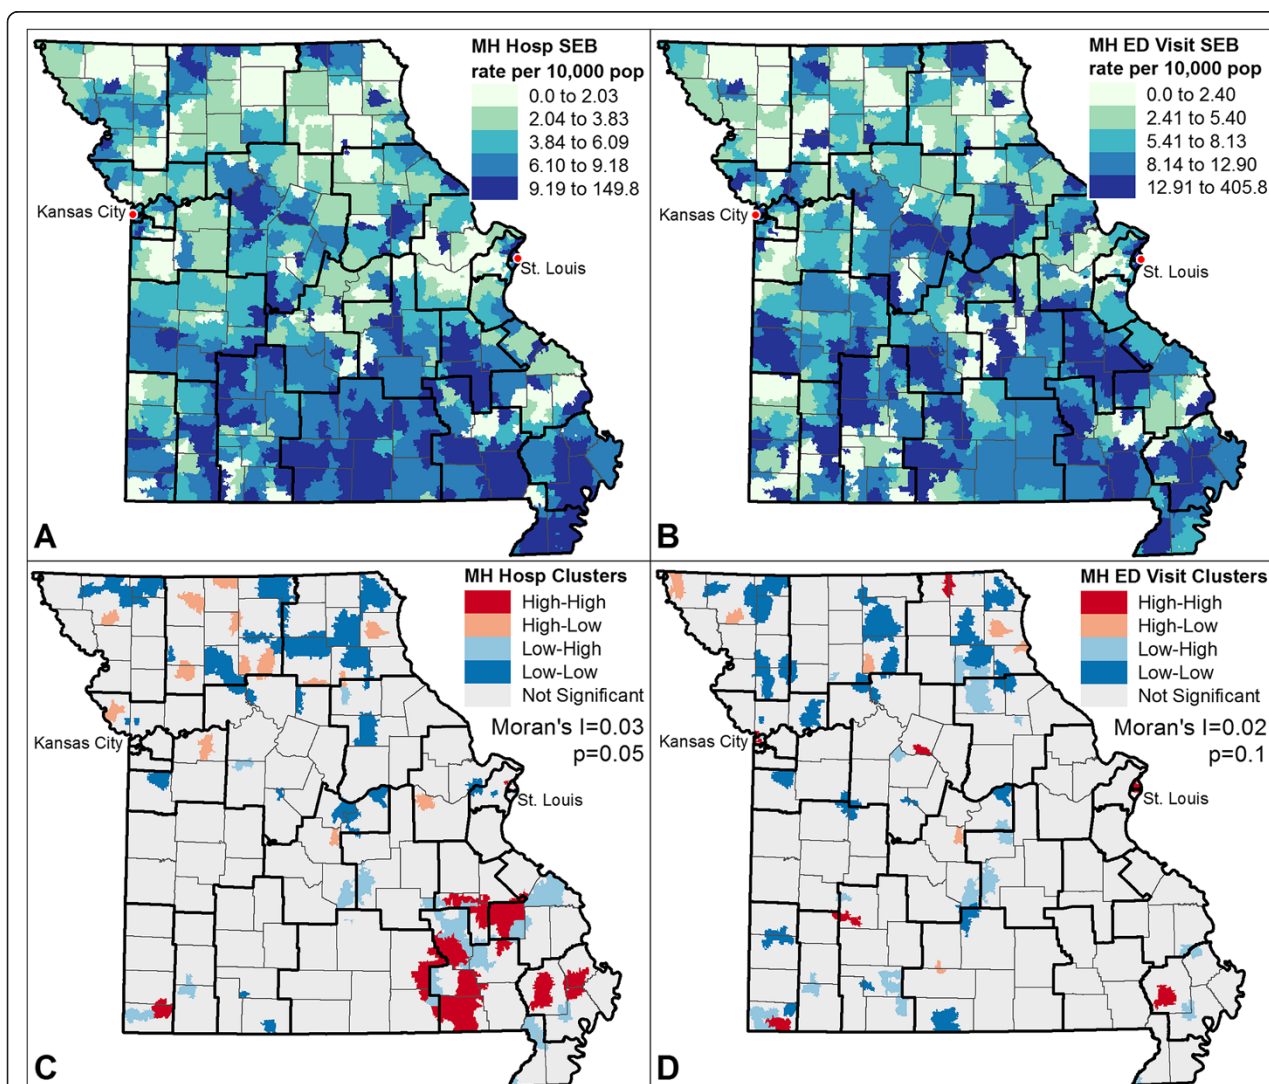 MH Hosp SEB
rate per 10,000 pop
0.0 to 2.03
2.04 to 3.83
3.84 to 6.09
6.10 to 9.18
9.19 to 149.8
Kansas City
St. Louis
A
MH ED Visit SEB
rate per 10,000 pop
0.0 to 2.40
2.41 to 5.40
5.41 to 8.13
8.14 to 12.90
12.91 to 405.8
Kansas City
St. Louis
B
MH Hosp Clusters
High-High
High-Low
Low-High
Low-Low
Not Significant
Moran's I=0.03
p=0.05
Kansas City
St. Louis
C
MH ED Visit Clusters
High-High
High-Low
Low-High
Low-Low
Not Significant
Moran's I=0.02
p=0.1
Kansas City
St. Louis
D